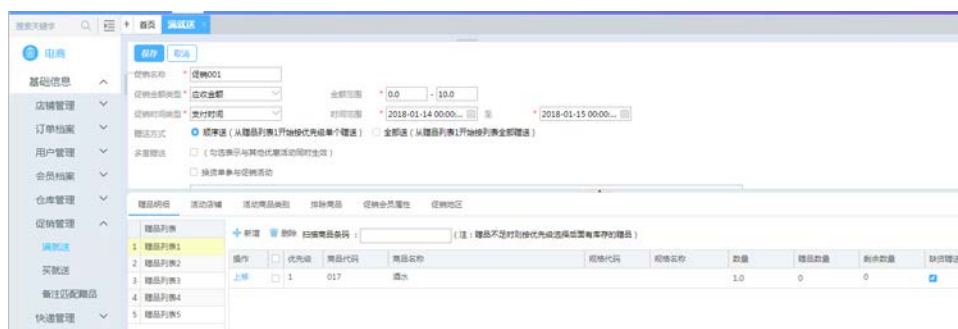 搜索关键字
首页 满就送 ×
电商
保存 取消
基础信息
店铺管理
订单档案
用户管理
会员档案
仓库管理
促销管理
满就送
买就送
备注匹配赠品
快递管理
促销名称 * 促销001
促销金额类型 * 应收金额 金额范围 * 0.0 - 10.0
促销时间类型 * 支付时间 时间范围 * 2018-01-14 00:00:... 至 * 2018-01-15 00:00:...
赠送方式 顺序送（从赠品列表1开始按优先级单个赠送） 全部送（从赠品列表1开始按列表全部赠送）
多重赠送 （勾选表示与其他优惠活动同时生效）
换货单参与促销活动
赠品明细 活动店铺 活动商品类别 排除商品 促销会员属性 促销地区
赠品列表
1 赠品列表1
2 赠品列表2
3 赠品列表3
4 赠品列表4
5 赠品列表5
新增 删除 扫描商品条码：（注：赠品不足时则按优先级选择后面有库存的赠品）
操作 优先级 商品代码 商品名称 规格代码 规格名称 数量 赠品数量 剩余数量 缺货赠送
上移 1 017 酒水 1.0 0 0